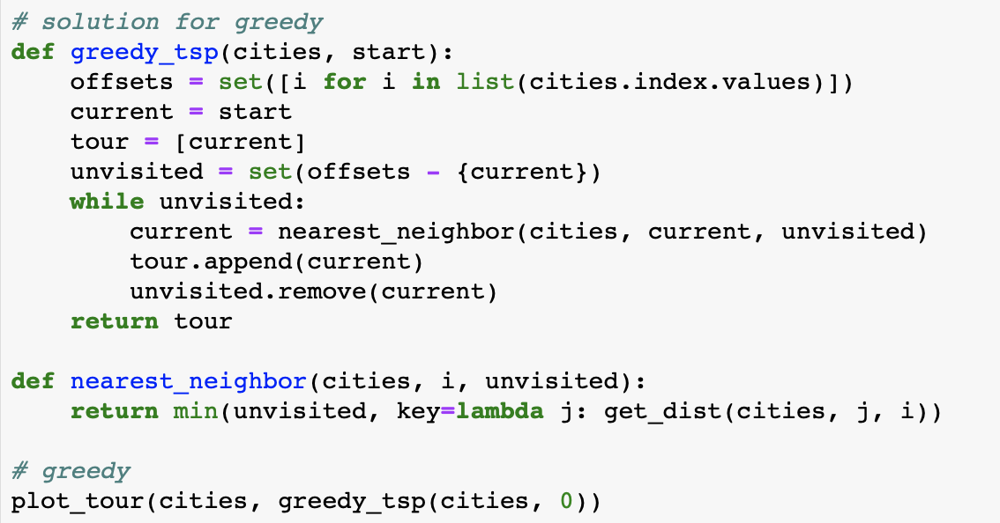 # solution for greedy
def greedy_tsp(cities, start):
    offsets = set([i for i in list(cities.index.values)])
    current = start
    tour = [current]
    unvisited = set(offsets - {current})
    while unvisited:
        current = nearest_neighbor(cities, current, unvisited)
        tour.append(current)
        unvisited.remove(current)
    return tour

def nearest_neighbor(cities, i, unvisited):
    return min(unvisited, key=lambda j: get_dist(cities, j, i))

# greedy
plot_tour(cities, greedy_tsp(cities, 0))